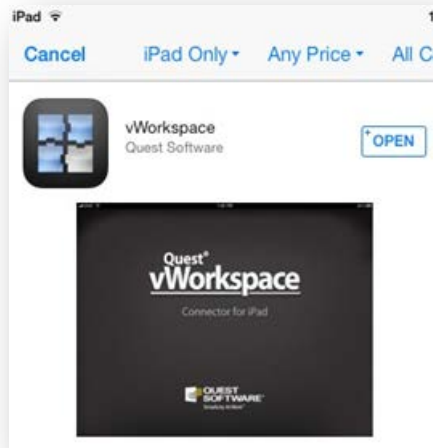 iPad
Cancel
iPad Only
Any Price
All C
vWorkspace
Quest Software
+
OPEN
Quest®
vWorkspace
Connector for iPad
QUEST
SOFTWARE®